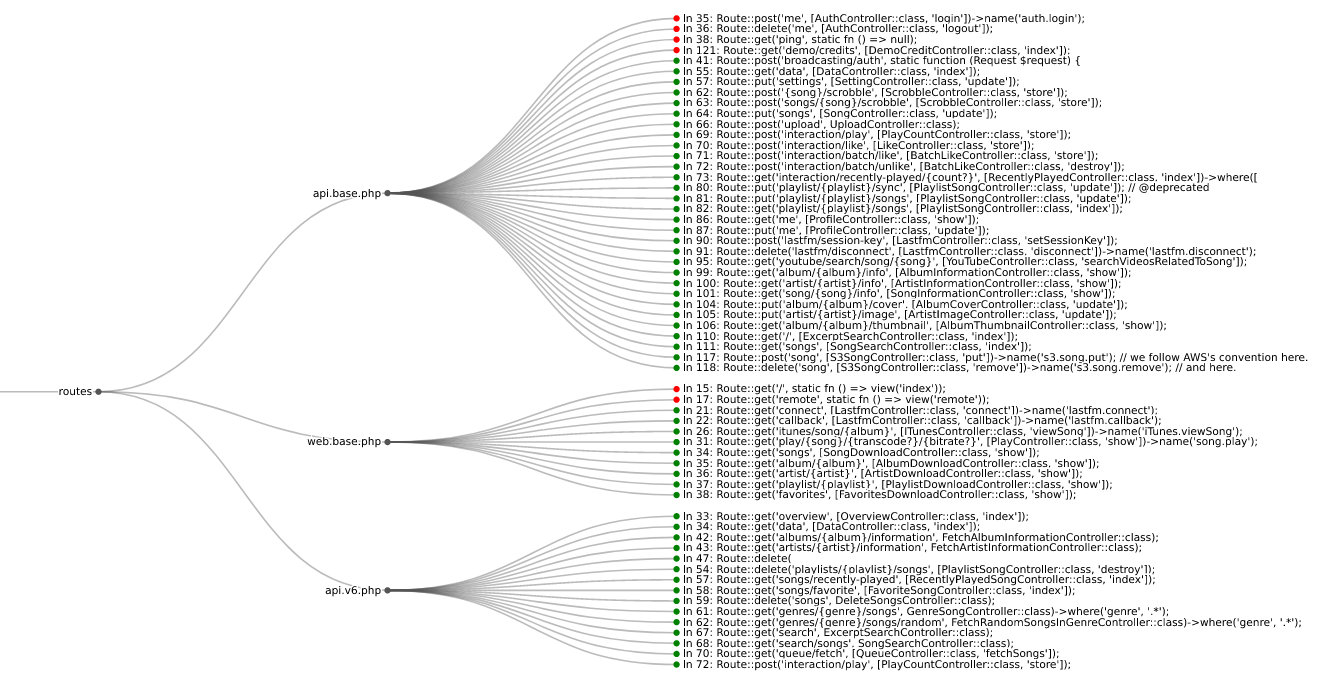 routes
api.base.php
ln 35: Route::post('me', [AuthController::class, 'login'])->name('auth.login');
ln 36: Route::delete('me', [AuthController::class, 'logout']);
ln 38: Route::get('ping', static fn () => null);
ln 121: Route::get('demo/credits', [DemoCreditController::class, 'index']);
ln 41: Route::post('broadcasting/auth', static function (Request $request) {
ln 55: Route::get('data', [DataController::class, 'index']);
ln 57: Route::put('settings', [SettingController::class, 'update']);
ln 62: Route::post('{song}/scrobble', [ScrobbleController::class, 'store']);
ln 63: Route::post('songs/{song}/scrobble', [ScrobbleController::class, 'store']);
ln 64: Route::put('songs', [SongController::class, 'update']);
ln 66: Route::post('upload', UploadController::class);
ln 69: Route::post('interaction/play', [PlayCountController::class, 'store']);
ln 70: Route::post('interaction/like', [LikeController::class, 'store']);
ln 71: Route::post('interaction/batch/like', [BatchLikeController::class, 'store']);
ln 72: Route::post('interaction/batch/unlike', [BatchLikeController::class, 'destroy']);
ln 73: Route::get('interaction/recently-played/{count?}', [RecentlyPlayedController::class, 'index'])->where([
ln 80: Route::put('playlist/{playlist}/sync', [PlaylistSongController::class, 'update']); // @deprecated
ln 81: Route::put('playlist/{playlist}/songs', [PlaylistSongController::class, 'update']);
ln 82: Route::get('playlist/{playlist}/songs', [PlaylistSongController::class, 'index']);
ln 86: Route::get('me', [ProfileController::class, 'show']);
ln 87: Route::put('me', [ProfileController::class, 'update']);
ln 90: Route::post('lastfm/session-key', [LastfmController::class, 'setSessionKey']);
ln 91: Route::delete('lastfm/disconnect', [LastfmController::class, 'disconnect'])->name('lastfm.disconnect');
ln 95: Route::get('youtube/search/song/{song}', [YouTubeController::class, 'searchVideosRelatedToSong']);
ln 99: Route::get('album/{album}/info', [AlbumInformationController::class, 'show']);
ln 100: Route::get('artist/{artist}/info', [ArtistInformationController::class, 'show']);
ln 101: Route::get('song/{song}/info', [SongInformationController::class, 'show']);
ln 104: Route::put('album/{album}/cover', [AlbumCoverController::class, 'update']);
ln 105: Route::put('artist/{artist}/image', [ArtistImageController::class, 'update']);
ln 106: Route::get('album/{album}/thumbnail', [AlbumThumbnailController::class, 'show']);
ln 110: Route::get('/', [ExcerptSearchController::class, 'index']);
ln 111: Route::get('songs', [SongSearchController::class, 'index']);
ln 117: Route::post('song', [S3SongController::class, 'put'])->name('s3.song.put'); // we follow AWS's convention here.
ln 118: Route::delete('song', [S3SongController::class, 'remove'])->name('s3.song.remove'); // and here.
web.base.php
ln 15: Route::get('/', static fn () => view('index'));
ln 17: Route::get('remote', static fn () => view('remote'));
ln 21: Route::get('connect', [LastfmController::class, 'connect'])->name('lastfm.connect');
ln 22: Route::get('callback', [LastfmController::class, 'callback'])->name('lastfm.callback');
ln 26: Route::get('itunes/song/{album}', [ITunesController::class, 'viewSong'])->name('iTunes.viewSong');
ln 31: Route::get('play/{song}/{transcode?}/{bitrate?}', [PlayController::class, 'show'])->name('song.play');
ln 34: Route::get('songs', [SongDownloadController::class, 'show']);
ln 35: Route::get('album/{album}', [AlbumDownloadController::class, 'show']);
ln 36: Route::get('artist/{artist}', [ArtistDownloadController::class, 'show']);
ln 37: Route::get('playlist/{playlist}', [PlaylistDownloadController::class, 'show']);
ln 38: Route::get('favorites', [FavoritesDownloadController::class, 'show']);
api.v6.php
ln 33: Route::get('overview', [OverviewController::class, 'index']);
ln 34: Route::get('data', [DataController::class, 'index']);
ln 42: Route::get('albums/{album}/information', FetchAlbumInformationController::class);
ln 43: Route::get('artists/{artist}/information', FetchArtistInformationController::class);
ln 47: Route::get(
ln 54: Route::delete('playlists/{playlist}/songs', [PlaylistSongController::class, 'destroy']);
ln 57: Route::get('songs/recently-played', [RecentlyPlayedSongController::class, 'index']);
ln 58: Route::get('songs/favorite', [FavoriteSongController::class, 'index']);
ln 59: Route::delete('songs', DeleteSongsController::class);
ln 61: Route::get('genres/{genre}/songs', GenreSongController::class)->where('genre', '.*');
ln 62: Route::get('genres/{genre}/songs/random', FetchRandomSongsInGenreController::class)->where('genre', '.*');
ln 67: Route::get('search', ExcerptSearchController::class);
ln 68: Route::get('search/songs', SongSearchController::class);
ln 70: Route::get('queue/fetch', [QueueController::class, 'fetchSongs']);
ln 72: Route::post('interaction/play', [PlayCountController::class, 'store']);